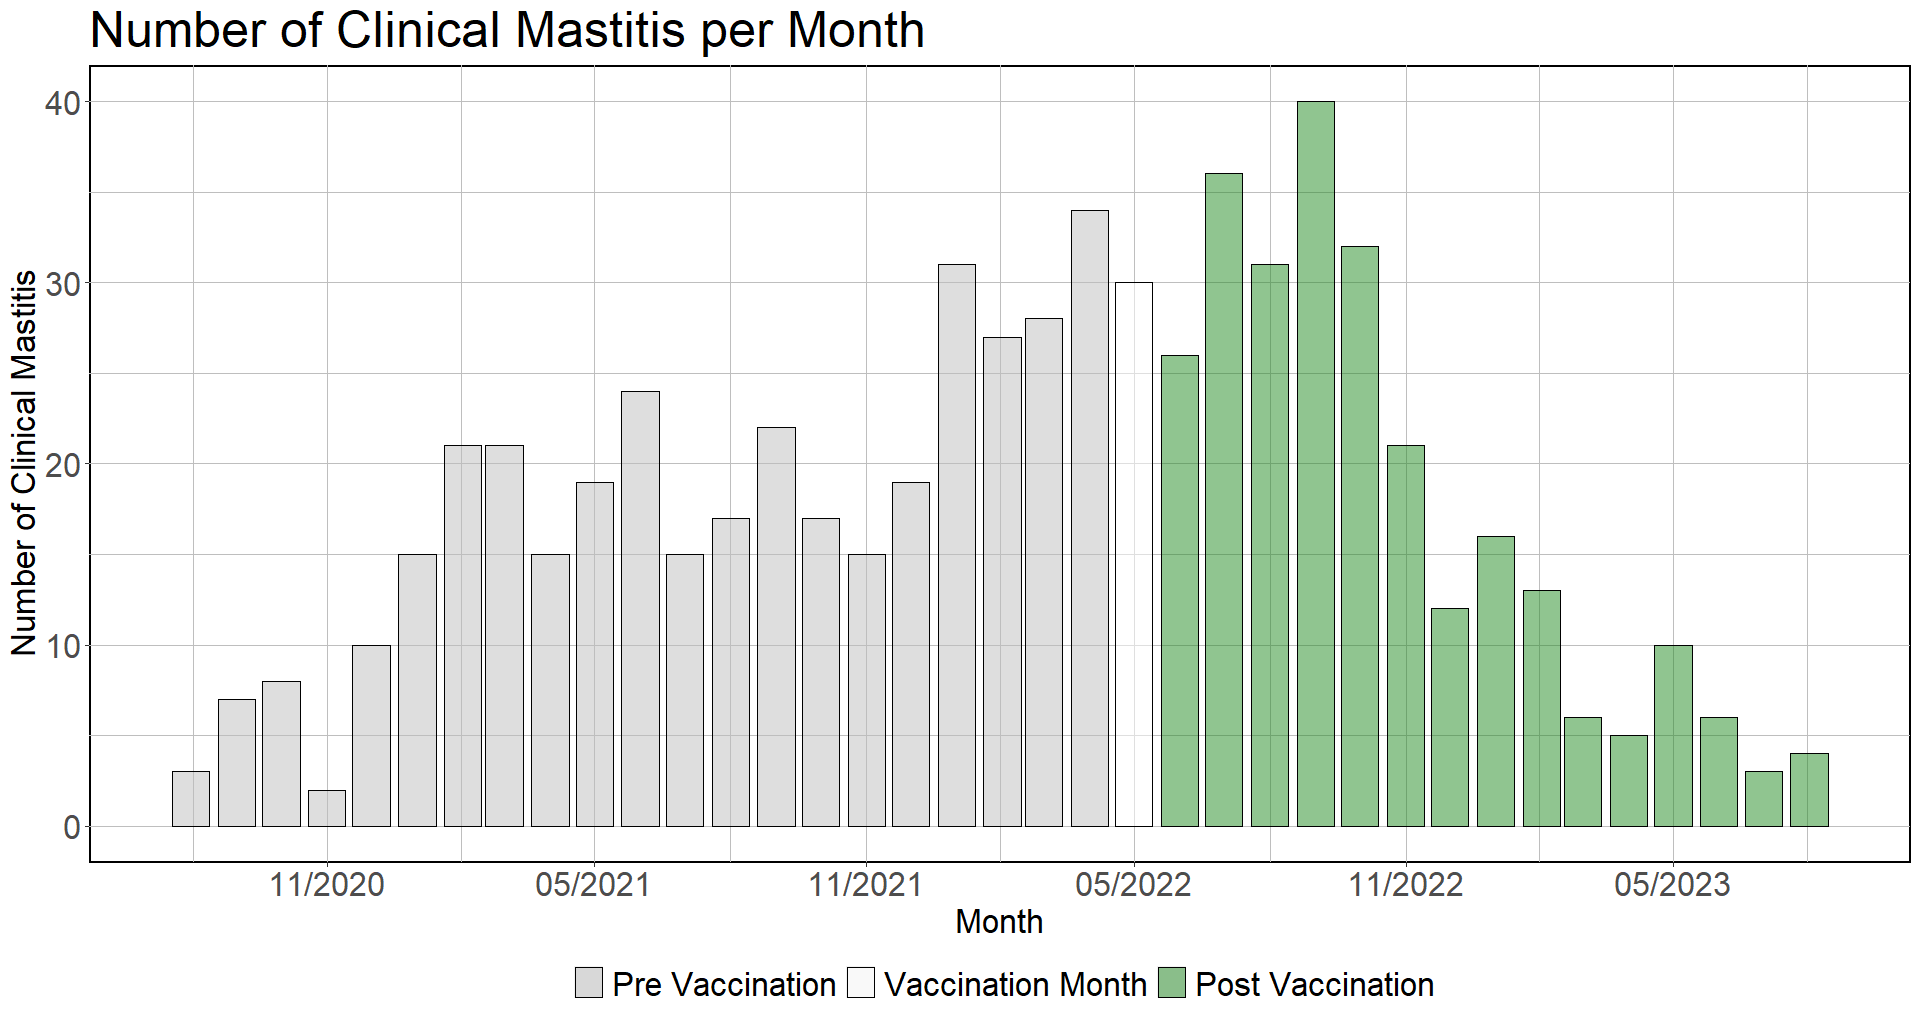 Number of Clinical Mastitis per Month
Number of Clinical Mastitis
40
30
20
10
0
11/2020 05/2021 11/2021 05/2022 11/2022 05/2023
Month
Pre Vaccination Vaccination Month Post Vaccination